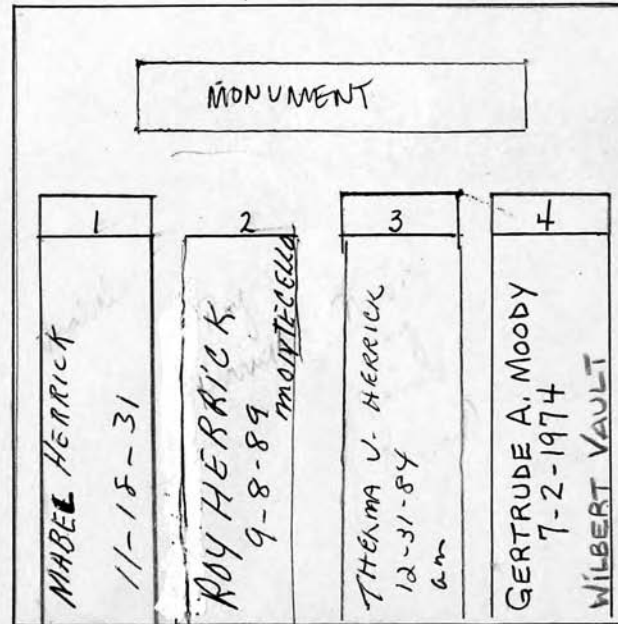 MONUMENT
1
MABEL HERRICK
11-18-31
2
ROY HERRICK
9-8-89
MONTECELLO
3
THERMA V. HERRICK
12-31-84
am
4
GERTRUDE A. MOODY
7-2-1974
WILBERT VAULT